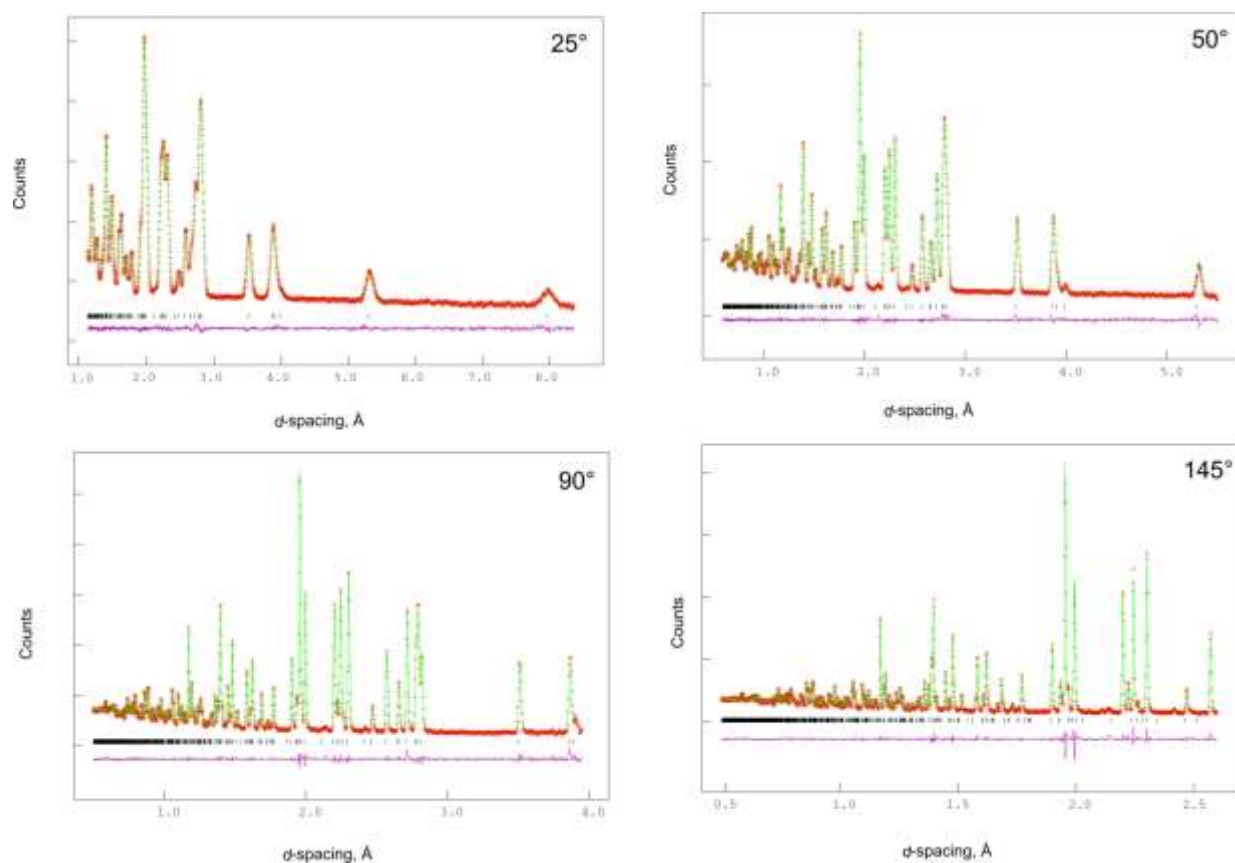 25°
Counts
1.0 2.0 3.0 4.0 5.0 6.0 7.0 8.0
d-spacing, Å
50°
Counts
1.0 2.0 3.0 4.0 5.0
d-spacing, Å
90°
Counts
1.0 2.0 3.0 4.0
d-spacing, Å
145°
Counts
0.5 1.0 1.5 2.0 2.5
d-spacing, Å